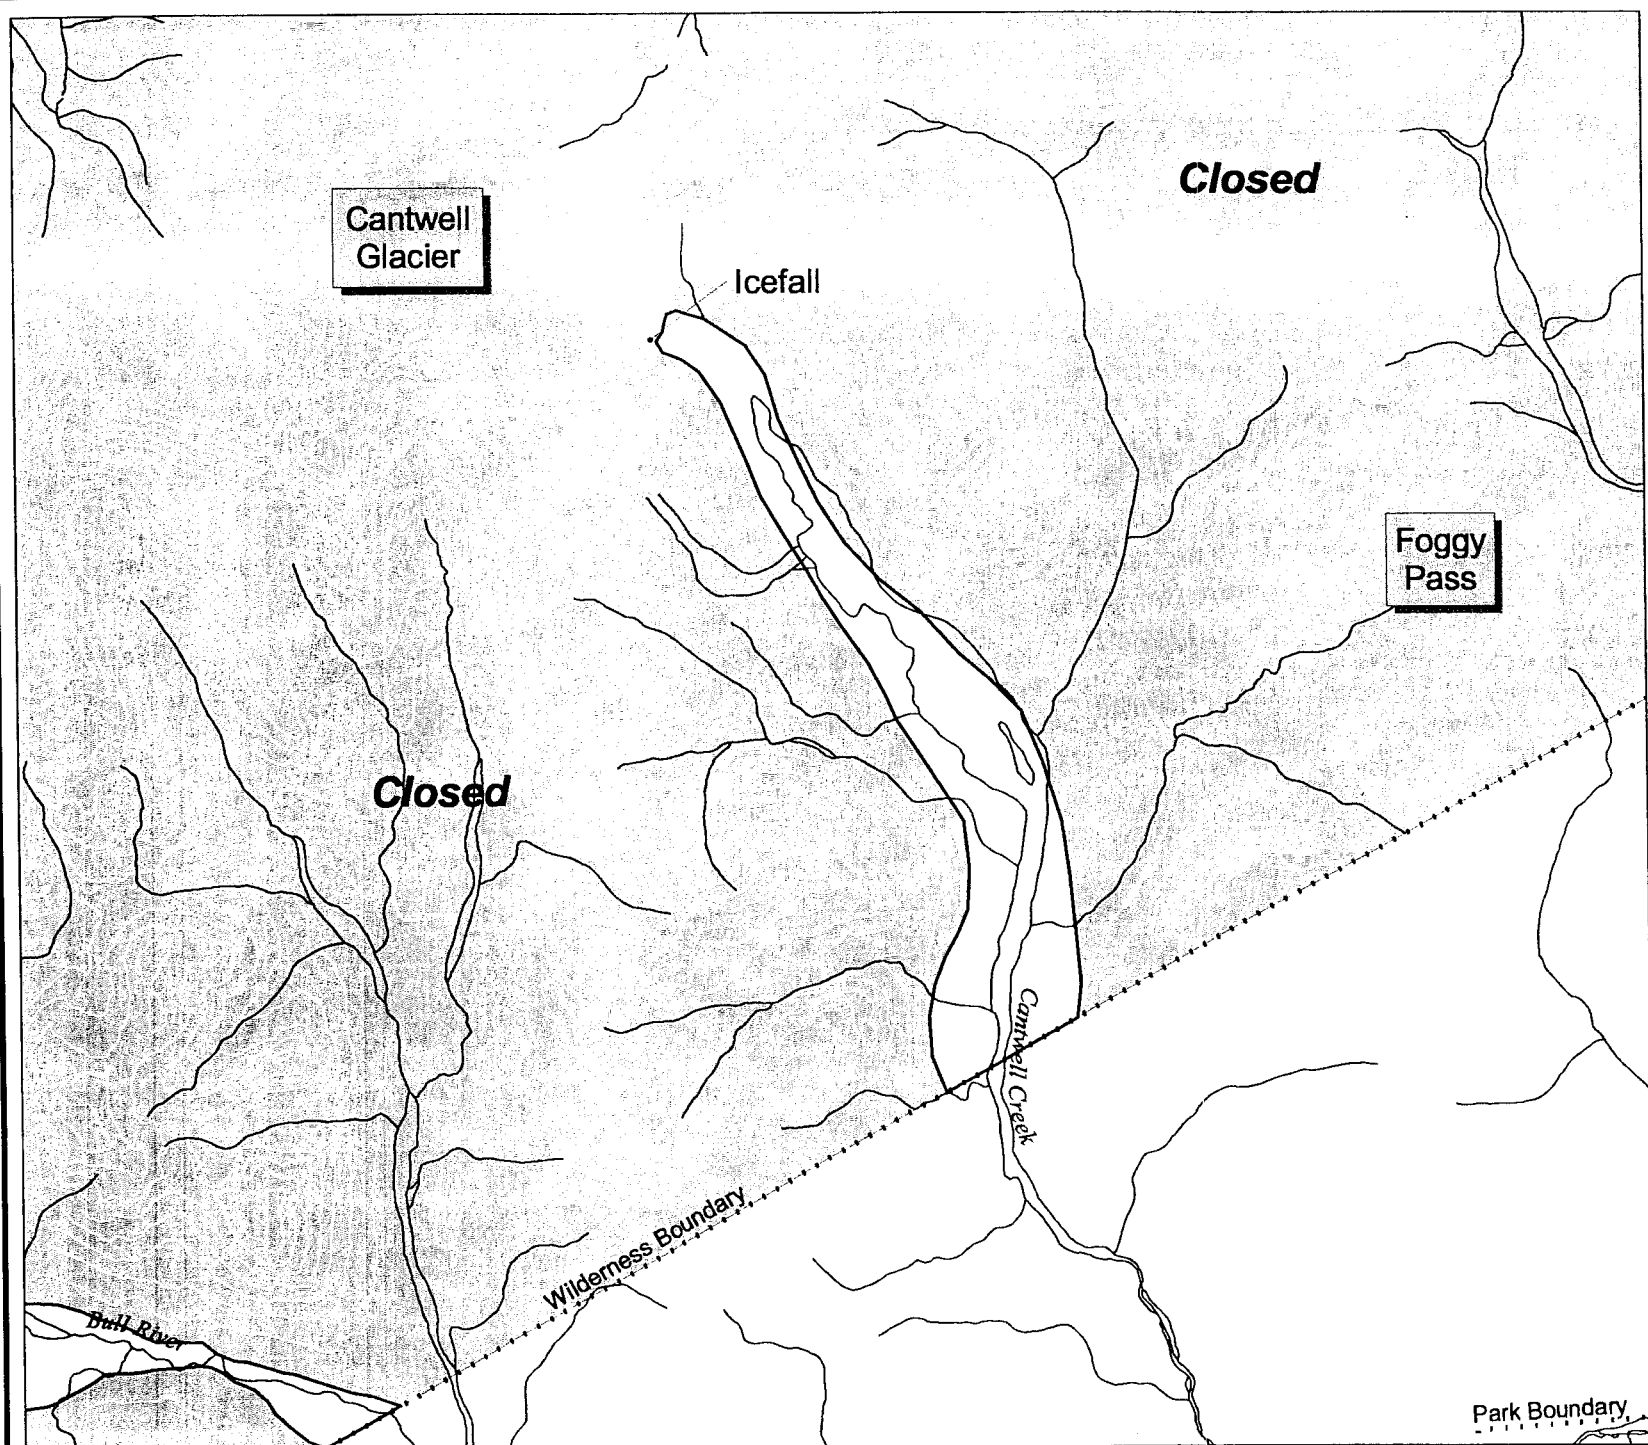 Closed
Cantwell
Glacier
Icefall
Foggy
Pass
Closed
Cantwell Creek
Wilderness Boundary
Bull River
Park Boundary